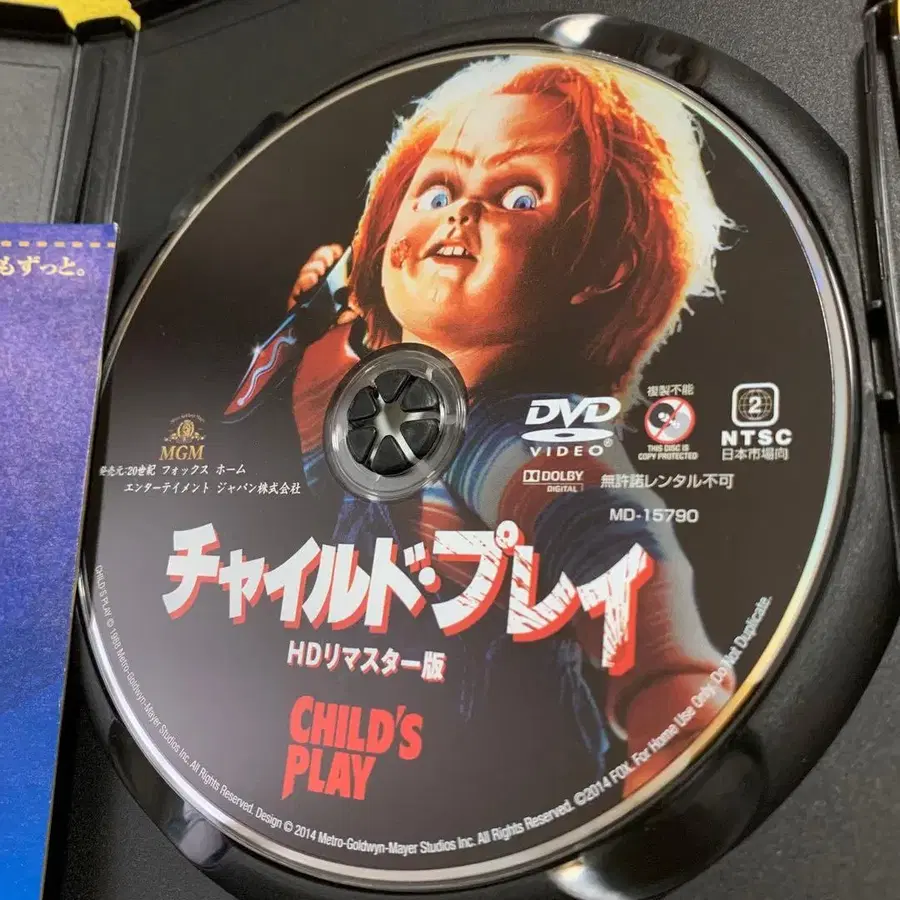 もずっと。
MGM
発売元:20世紀 フォックス ホーム
エンターテイメント ジャパン株式会社
DVD
VIDEO
DOLBY
DIGITAL
複製不能
THIS DISC IS
COPY PROTECTED
2
NTSC
日本市場向
無許諾レンタル不可
MD-15790
チャイルド・プレイ
HDリマスター版
CHILD'S
PLAY
CHILD'S PLAY © 1988 Metro-Goldwyn-Mayer Studios Inc. All Rights Reserved. Design © 2014 Metro-Goldwyn-Mayer Studios Inc. All Rights Reserved. ©2014 FOX. For Home Use Only. Do Not Duplicate.